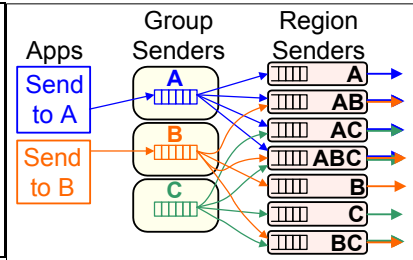 Apps
Group
Senders
Region
Senders
Send
to A
Send
to B
A
B
C
A
AB
AC
ABC
B
C
BC